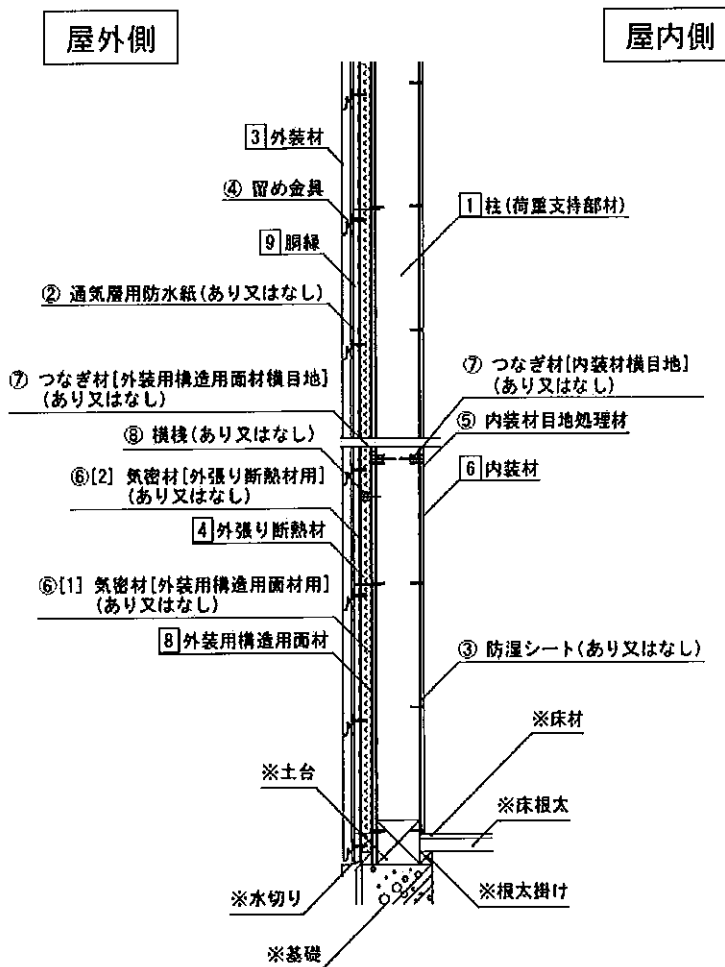 屋外側
屋内側
3 外装材
④ 留め金具
1 柱(荷重支持部材)
9 胴縁
② 通気層用防水紙(あり又はなし)
⑦ つなぎ材[外装用構造用面材横目地]
(あり又はなし)
⑦ つなぎ材[内装材横目地]
(あり又はなし)
⑧ 横桟(あり又はなし)
⑤ 内装材目地処理材
⑥[2] 気密材[外張り断熱材用]
(あり又はなし)
6 内装材
4 外張り断熱材
⑥[1] 気密材[外装用構造用面材用]
(あり又はなし)
8 外装用構造用面材
③ 防湿シート(あり又はなし)
※床材
※土台
※床根太
※水切り
※根太掛け
※基礎